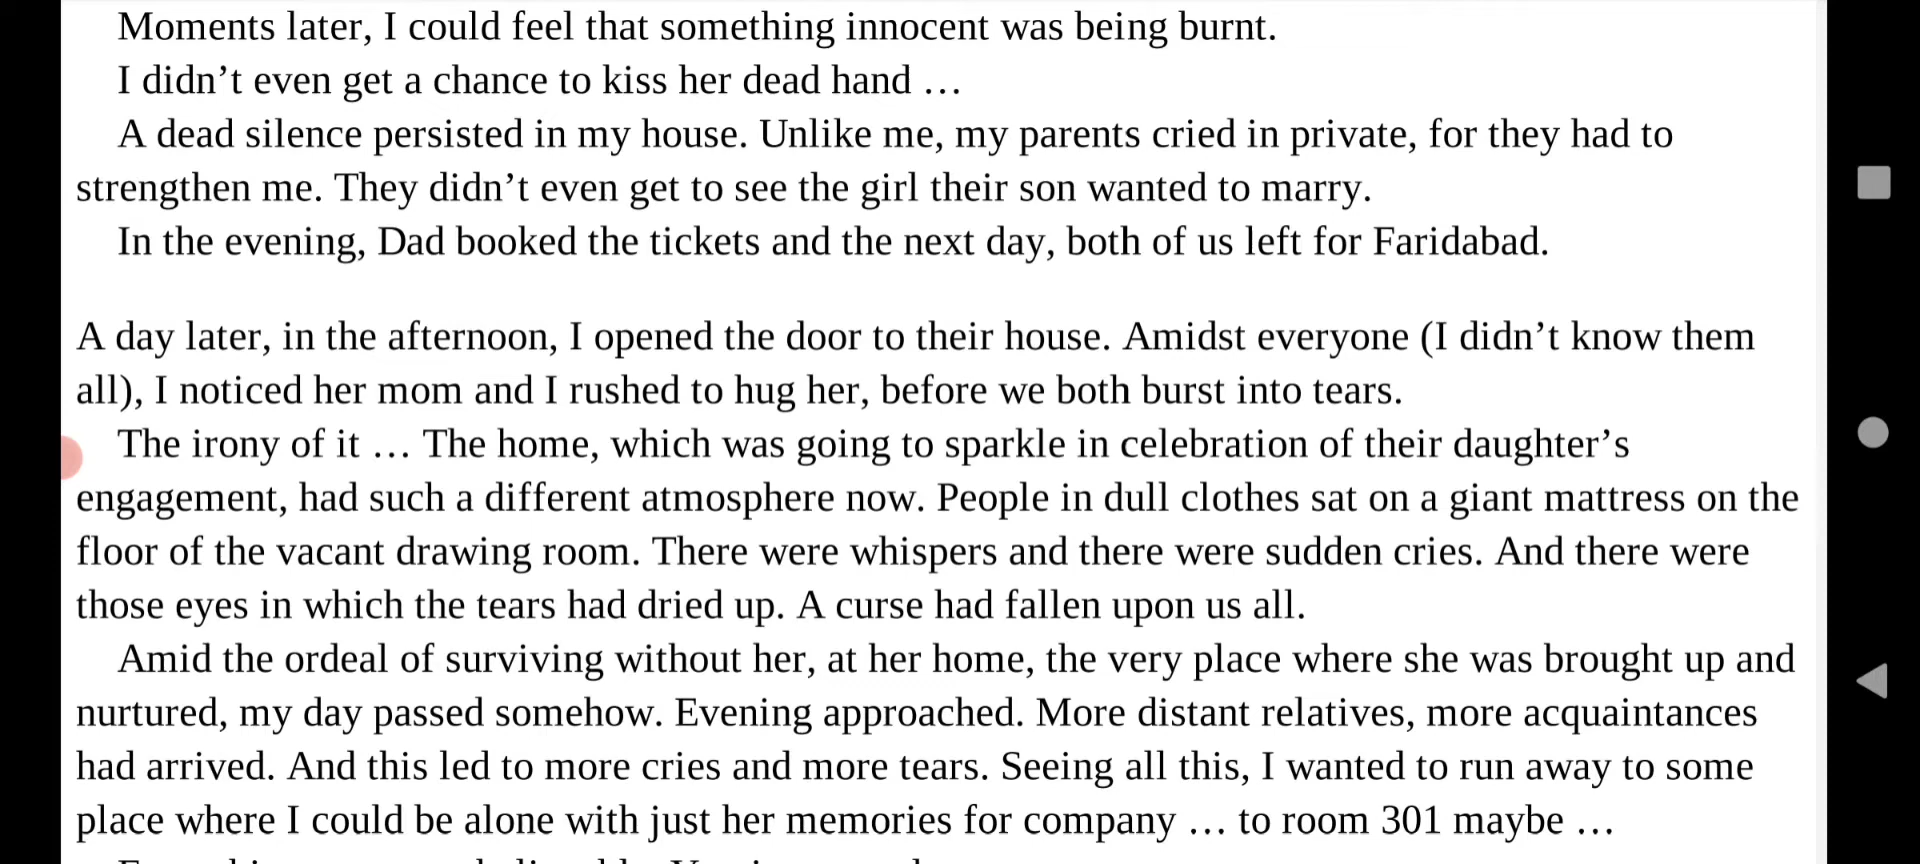 Moments later, I could feel that something innocent was being burnt.
I didn’t even get a chance to kiss her dead hand …
A dead silence persisted in my house. Unlike me, my parents cried in private, for they had to
strengthen me. They didn’t even get to see the girl their son wanted to marry.
In the evening, Dad booked the tickets and the next day, both of us left for Faridabad.
A day later, in the afternoon, I opened the door to their house. Amidst everyone (I didn’t know them
all), I noticed her mom and I rushed to hug her, before we both burst into tears.
The irony of it … The home, which was going to sparkle in celebration of their daughter’s
engagement, had such a different atmosphere now. People in dull clothes sat on a giant mattress on the
floor of the vacant drawing room. There were whispers and there were sudden cries. And there were
those eyes in which the tears had dried up. A curse had fallen upon us all.
Amid the ordeal of surviving without her, at her home, the very place where she was brought up and
nurtured, my day passed somehow. Evening approached. More distant relatives, more acquaintances
had arrived. And this led to more cries and more tears. Seeing all this, I wanted to run away to some
place where I could be alone with just her memories for company … to room 301 maybe …